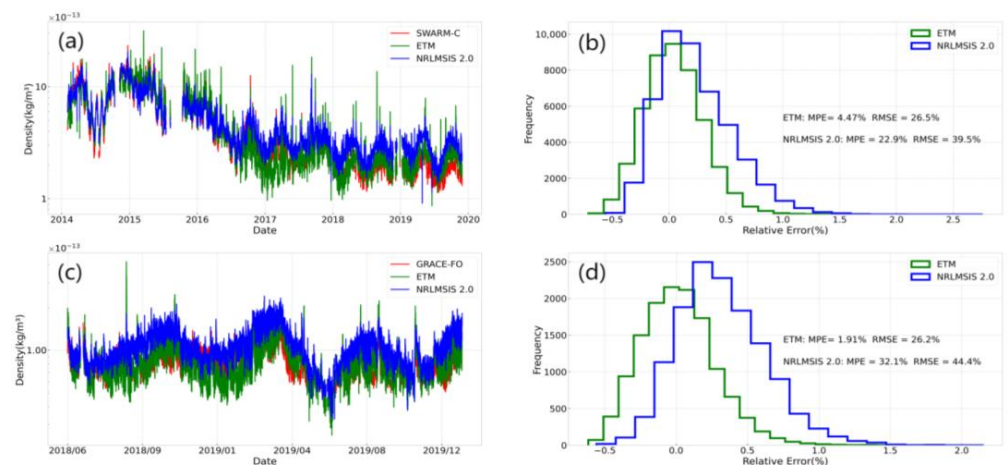 ×10⁻¹³
(a)
SWARM-C
ETM
NRLMSIS 2.0
10
1
Density(kg/m³)
2014 2015 2016 2017 2018 2019 2020
Date
(b)
ETM
NRLMSIS 2.0
10,000
8000
6000
4000
2000
0
Frequency
ETM: MPE= 4.47% RMSE = 26.5%
NRLMSIS 2.0: MPE = 22.9% RMSE = 39.5%
−0.5 0.0 0.5 1.0 1.5 2.0 2.5
Relative Error(%)
×10⁻¹³
(c)
GRACE-FO
ETM
NRLMSIS 2.0
1.00
Density(kg/m³)
2018/06 2018/09 2019/01 2019/04 2019/08 2019/12
Date
(d)
ETM
NRLMSIS 2.0
2500
2000
1500
1000
500
0
Frequency
ETM: MPE= 1.91% RMSE = 26.2%
NRLMSIS 2.0: MPE = 32.1% RMSE = 44.4%
−0.5 0.0 0.5 1.0 1.5 2.0
Relative Error(%)